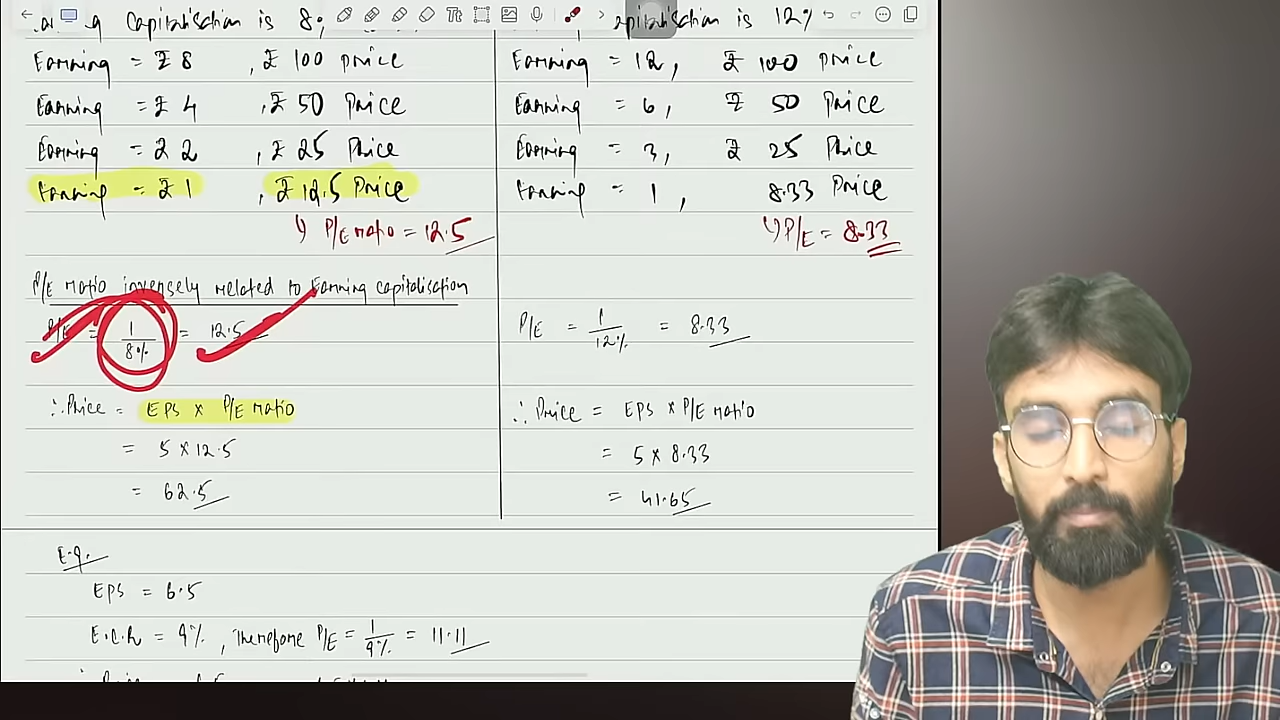 Capitalisation is 8%
Earning = ₹ 8 , ₹ 100 Price
Earning = ₹ 4 , ₹ 50 Price
Earning = ₹ 2 , ₹ 25 Price
Earning = ₹ 1 , ₹ 12.5 Price
↳ P/E ratio = 12.5
P/E ratio inversely related to Earning capitalisation
P/E = 1/8% = 12.5
∴ Price = EPS × P/E ratio
= 5 × 12.5
= 62.5
capitalisation is 12%
Earning = 12, ₹ 100 Price
Earning = 6, ₹ 50 Price
Earning = 3, ₹ 25 Price
Earning = 1, 8.33 Price
↳ P/E = 8.33
P/E = 1/12% = 8.33
∴ Price = EPS × P/E ratio
= 5 × 8.33
= 41.65
E.g.
EPS = 6.5
E.C.R = 9%, Therefore P/E = 1/9% = 11.11